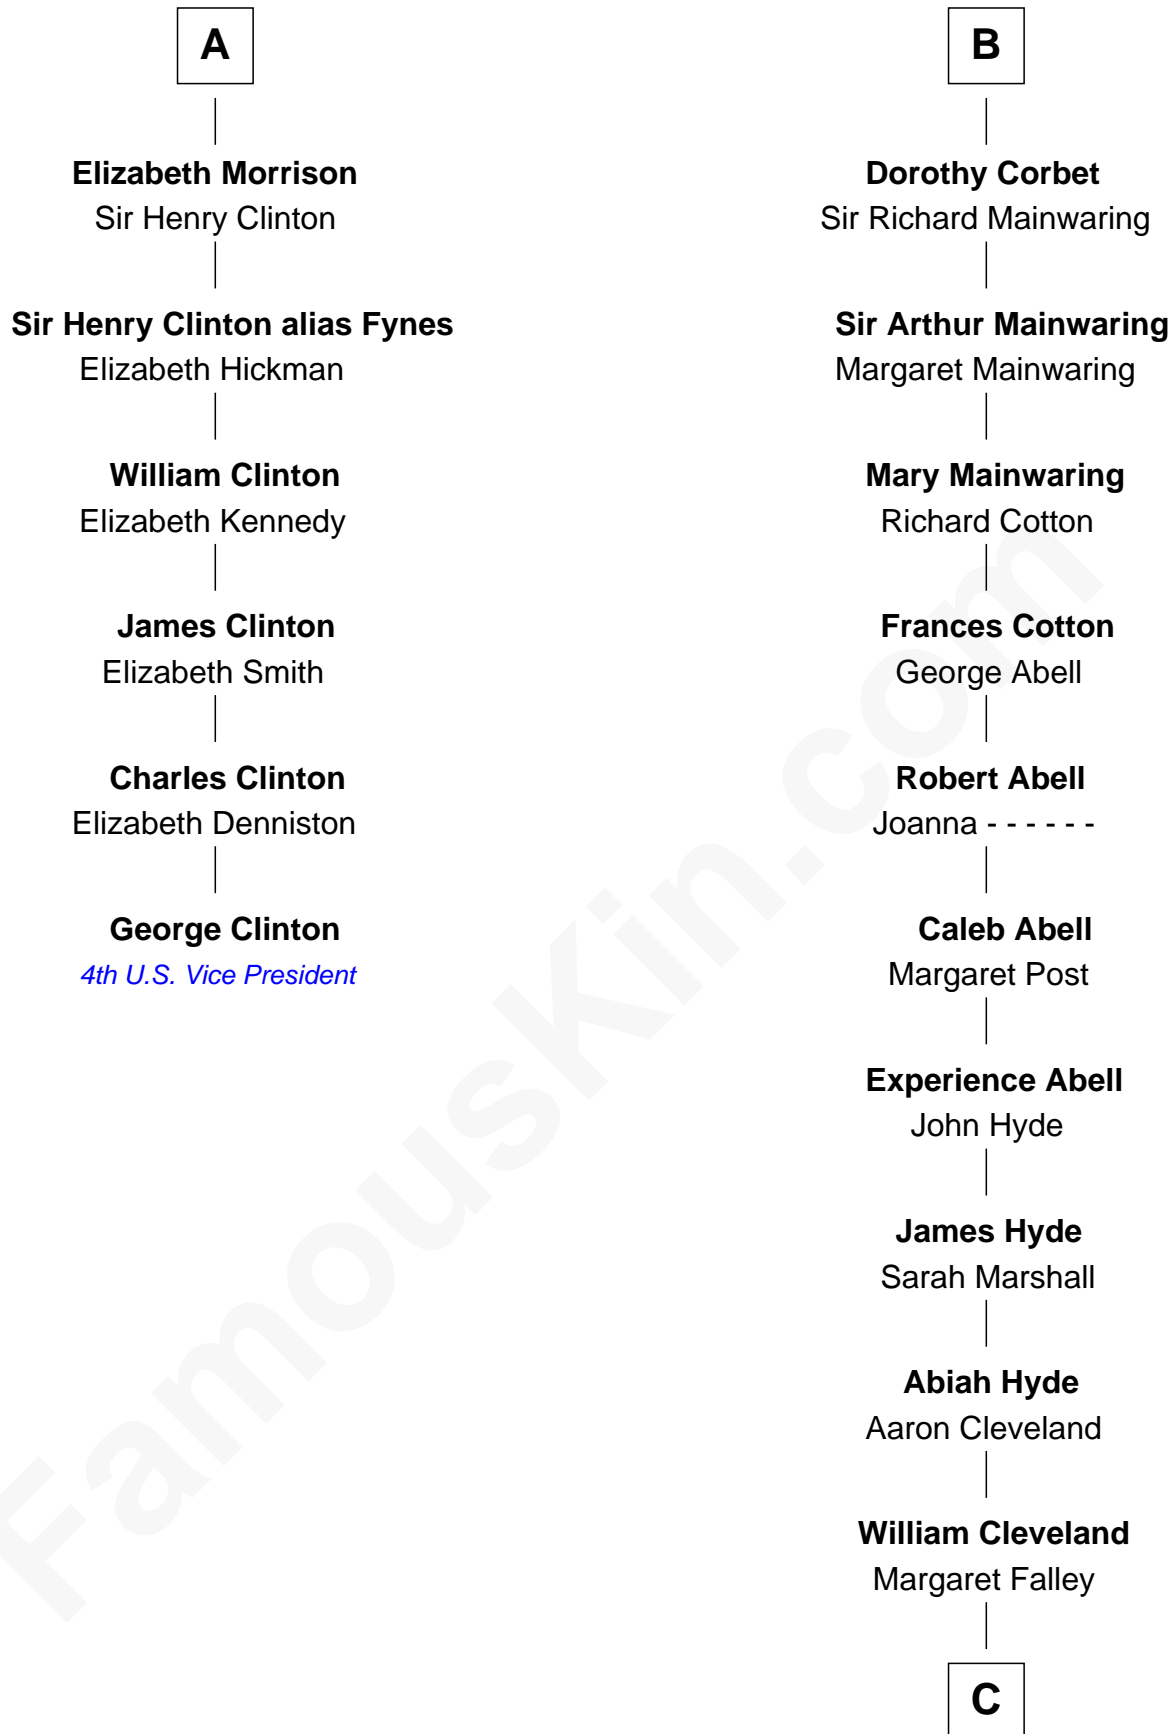 A
Elizabeth Morrison
Sir Henry Clinton
Sir Henry Clinton alias Fynes
Elizabeth Hickman
William Clinton
Elizabeth Kennedy
James Clinton
Elizabeth Smith
Charles Clinton
Elizabeth Denniston
George Clinton
4th U.S. Vice President
B
Dorothy Corbet
Sir Richard Mainwaring
Sir Arthur Mainwaring
Margaret Mainwaring
Mary Mainwaring
Richard Cotton
Frances Cotton
George Abell
Robert Abell
Joanna - - - - - -
Caleb Abell
Margaret Post
Experience Abell
John Hyde
James Hyde
Sarah Marshall
Abiah Hyde
Aaron Cleveland
William Cleveland
Margaret Falley
C
FamousKin.com